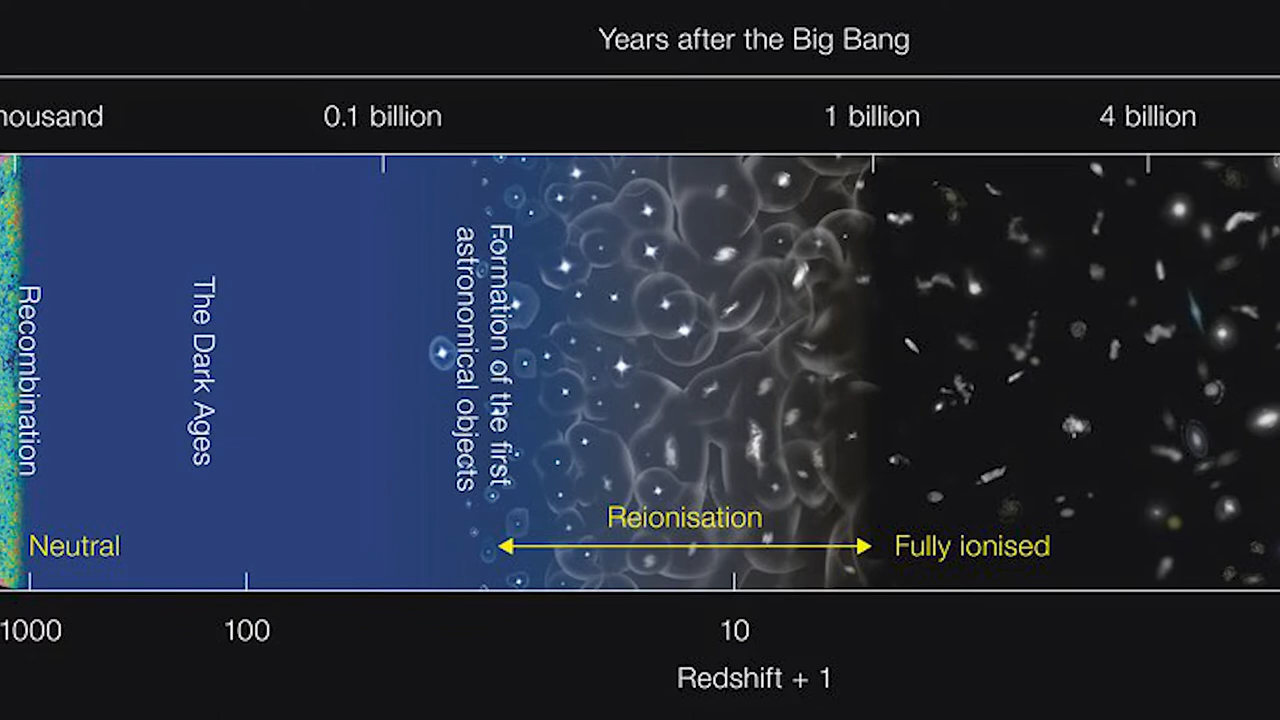 Years after the Big Bang
housand
0.1 billion
1 billion
4 billion
Recombination
The Dark Ages
Formation of the first
astronomical objects
Reionisation
Neutral
Fully ionised
1000
100
10
Redshift + 1